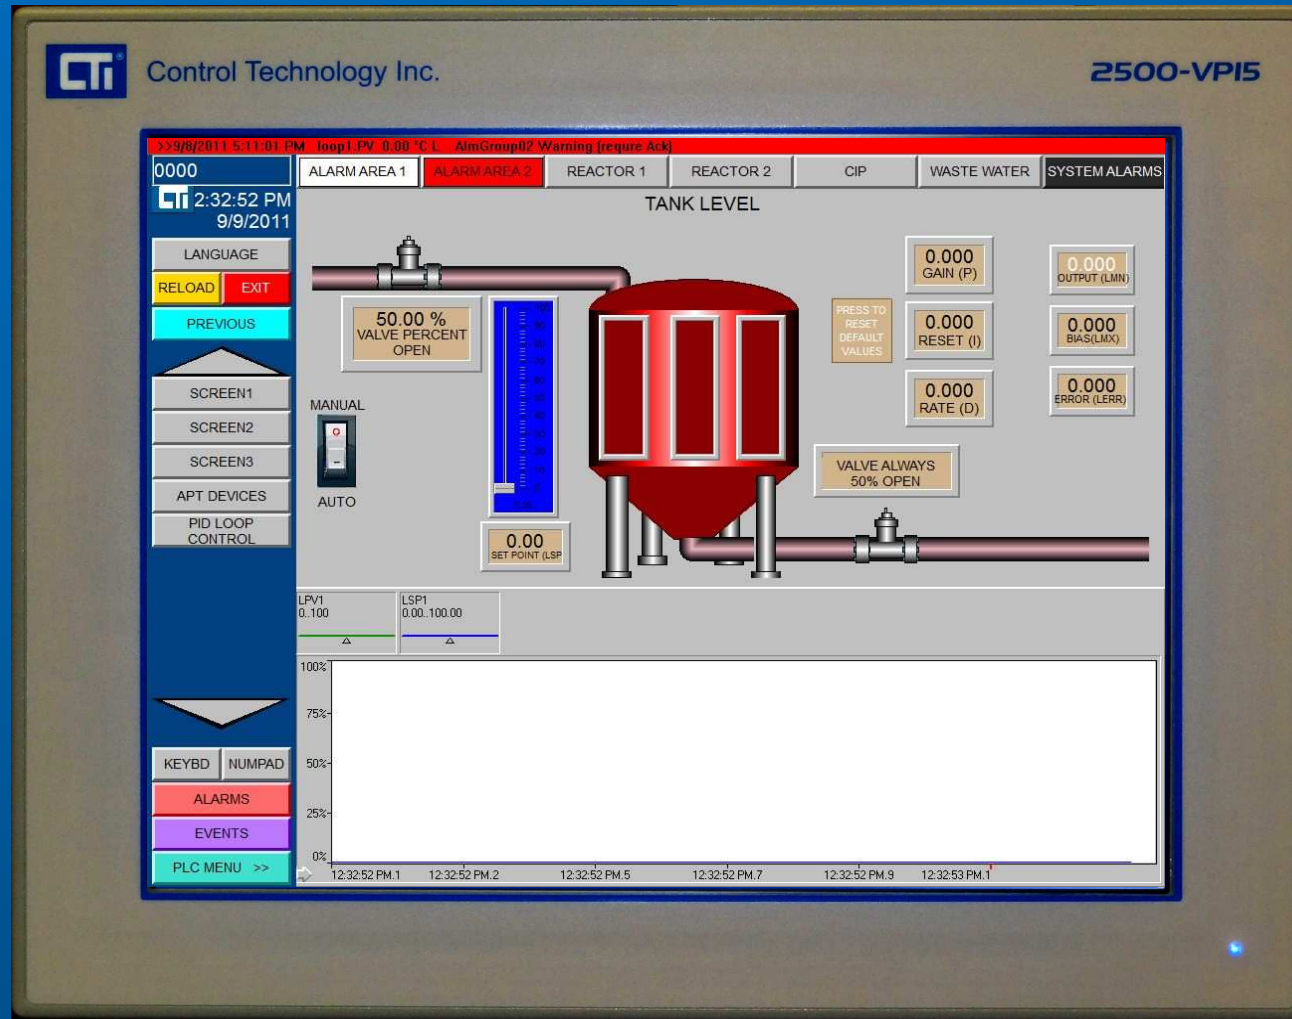 CTi®
Control Technology Inc.
2500-VP15
>>9/8/2011 5:11:01 PM loop1.PV 0.00 °C L AlmGroup02 Warning (requre Ack)
0000
CTi 2:32:52 PM
9/9/2011
ALARM AREA 1
ALARM AREA 2
REACTOR 1
REACTOR 2
CIP
WASTE WATER
SYSTEM ALARMS
LANGUAGE
RELOAD
EXIT
PREVIOUS
SCREEN1
SCREEN2
SCREEN3
APT DEVICES
PID LOOP
CONTROL
KEYBD
NUMPAD
ALARMS
EVENTS
PLC MENU >>
TANK LEVEL
50.00 %
VALVE PERCENT
OPEN
MANUAL
AUTO
0.00
SET POINT (LSP
PRESS TO
RESET
DEFAULT
VALUES
0.000
GAIN (P)
0.000
RESET (I)
0.000
RATE (D)
0.000
OUTPUT (LMN)
0.000
BIAS(LMX)
0.000
ERROR (LERR)
VALVE ALWAYS
50% OPEN
LPV1
0..100
LSP1
0.00..100.00
100%
75%
50%
25%
0%
12:32:52 PM.1
12:32:52 PM.2
12:32:52 PM.5
12:32:52 PM.7
12:32:52 PM.9
12:32:53 PM.1